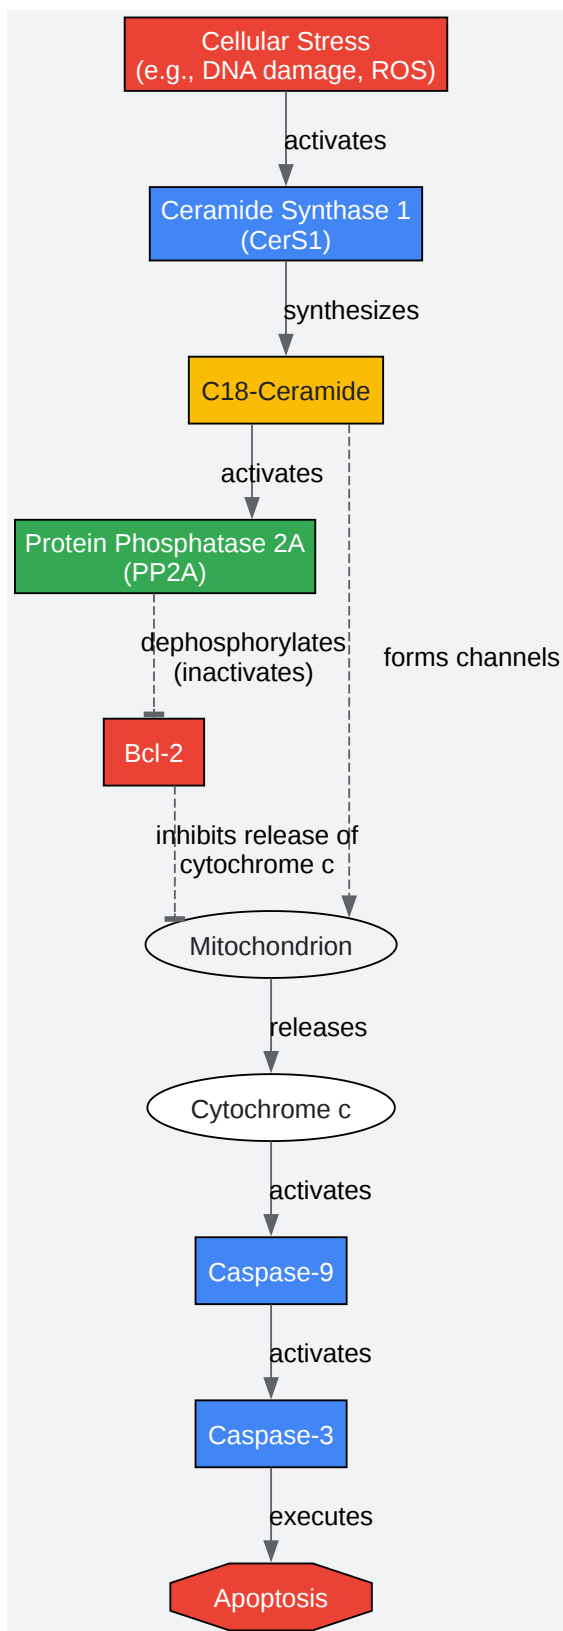 Cellular Stress
(e.g., DNA damage, ROS)
activates
Ceramide Synthase 1
(CerS1)
synthesizes
C18-Ceramide
activates
Protein Phosphatase 2A
(PP2A)
dephosphorylates
(inactivates)
forms channels
Bcl-2
inhibits release of
cytochrome c
Mitochondrion
releases
Cytochrome c
activates
Caspase-9
activates
Caspase-3
executes
Apoptosis